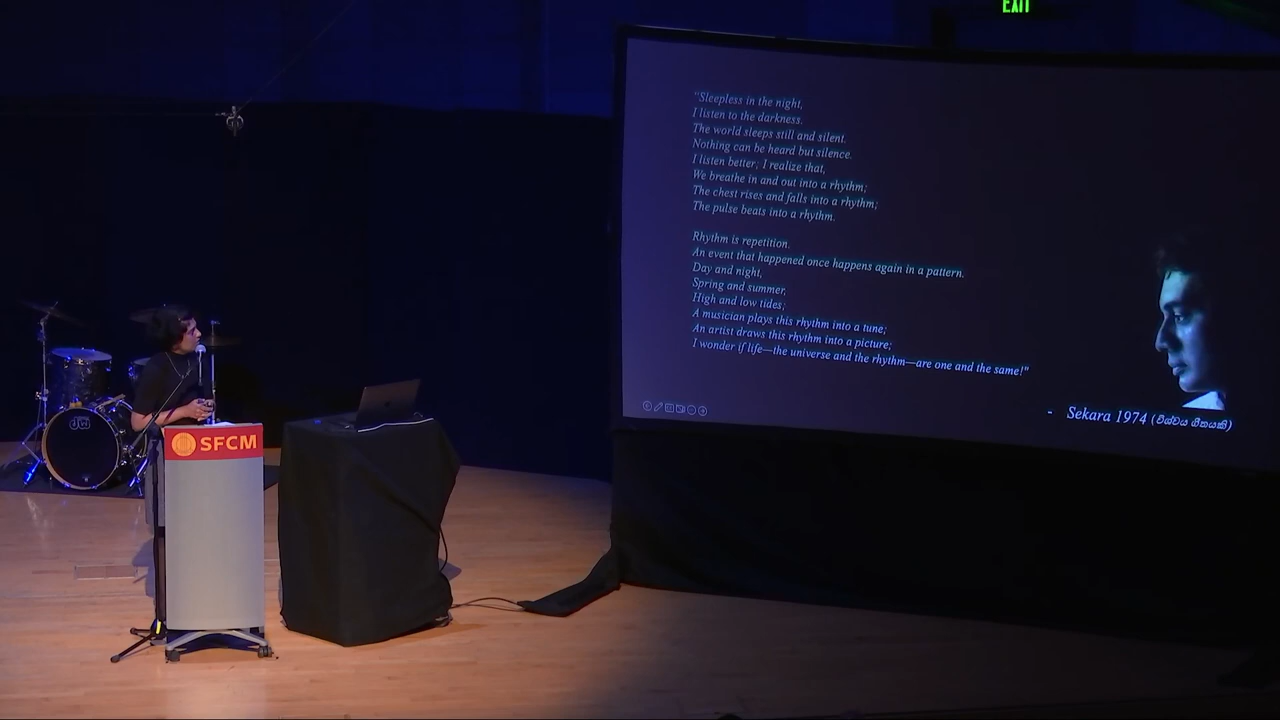 EXIT
"Sleepless in the night,
I listen to the darkness.
The world sleeps still and silent.
Nothing can be heard but silence.
I listen better; I realize that,
We breathe in and out into a rhythm;
The chest rises and falls into a rhythm;
The pulse beats into a rhythm.
Rhythm is repetition.
An event that happened once happens again in a pattern.
Day and night,
Spring and summer,
High and low tides;
A musician plays this rhythm into a tune;
An artist draws this rhythm into a picture;
I wonder if life—the universe and the rhythm—are one and the same!"
- Sekara 1974 (විශ්වය ගීතයකි)
SFCM
dw